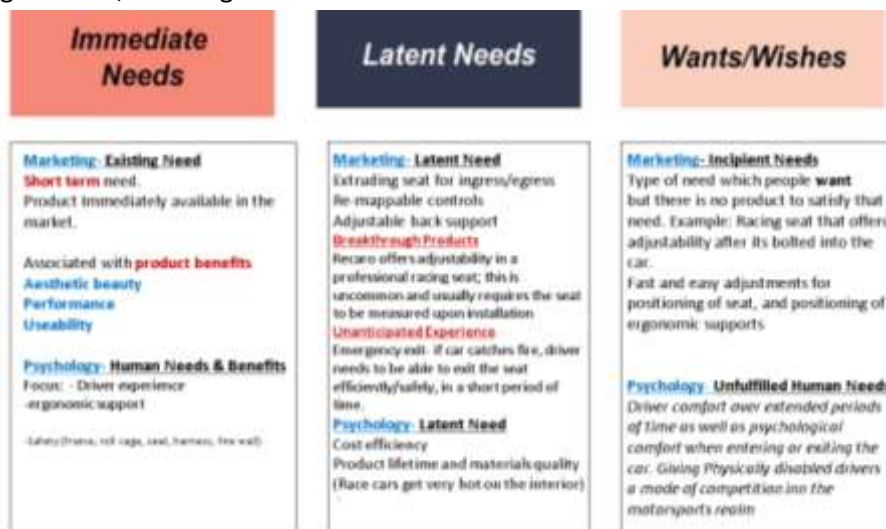 Immediate
Needs
Marketing- Existing Need
Short term need.
Product Immediately available in the
market.
Associated with product benefits
Aesthetic beauty
Performance
Useability
Psychology- Human Needs & Benefits
Focus: - Driver experience
-ergonomic support
-Safety (frame, roll cage, seat, harness, fire wall)
Latent Needs
Marketing- Latent Need
Extruding seat for ingress/egress
Re-mappable controls
Adjustable back support
Breakthrough Products
Recaro offers adjustability in a
professional racing seat; this is
uncommon and usually requires the seat
to be measured upon installation
Unanticipated Experience
Emergency exit- if car catches fire, driver
needs to be able to exit the seat
efficiently/safely, in a short period of
time.
Psychology- Latent Need
Cost efficiency
Product lifetime and materials quality
(Race cars get very hot on the interior)
Wants/Wishes
Marketing- Incipient Needs
Type of need which people want
but there is no product to satisfy that
need. Example: Racing seat that offers
adjustability after its bolted into the
car.
Fast and easy adjustments for
positioning of seat, and positioning of
ergonomic supports
Psychology Unfulfilled Human Needs
Driver comfort over extended periods
of time as well as psychological
comfort when entering or exiting the
car. Giving Physically disabled drivers
a mode of competition inn the
motorsports realm